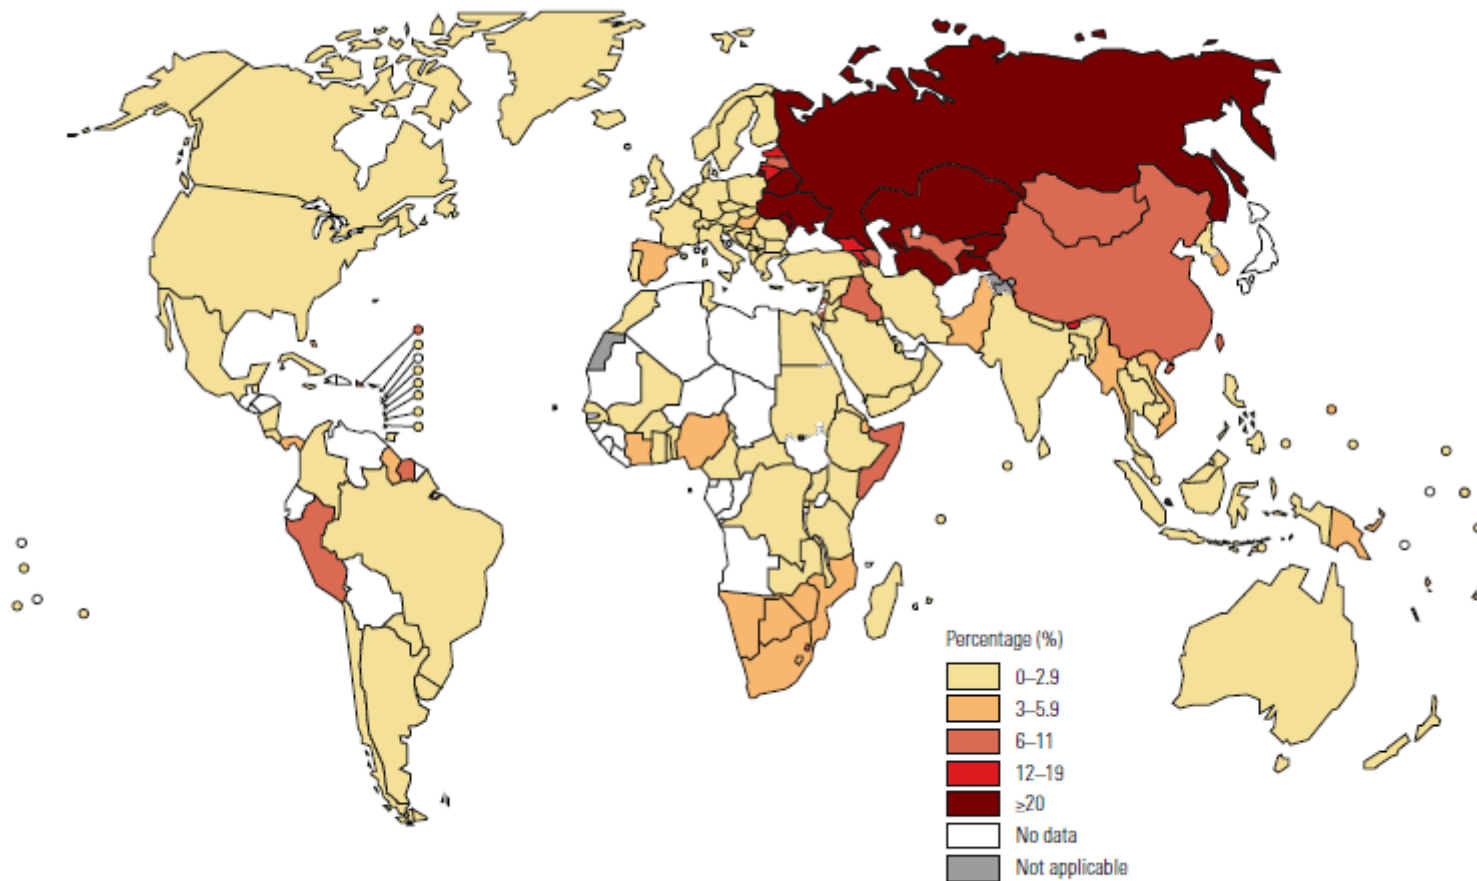 Percentage (%)
0–2.9
3–5.9
6–11
12–19
≥20
No data
Not applicable